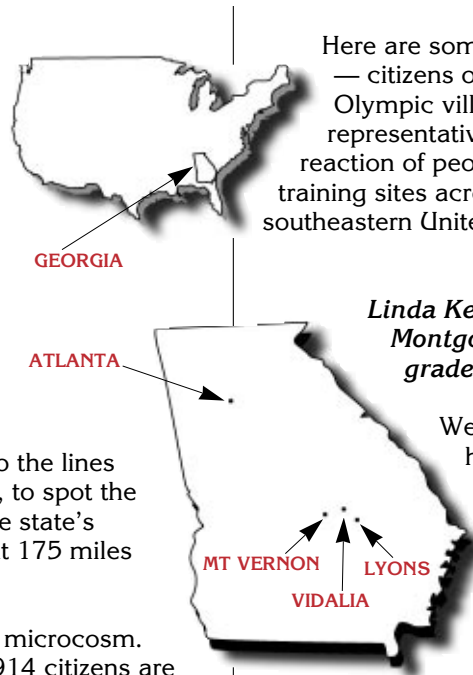 Here are som
— citizens o
Olympic vill
representativ
reaction of peo
training sites acr
southeastern Unite
GEORGIA
Linda Ke
Montgo
grade
We
h
ATLANTA
MT VERNON
VIDALIA
LYONS
o the lines
, to spot the
e state's
t 175 miles
microcosm.
914 citizens are